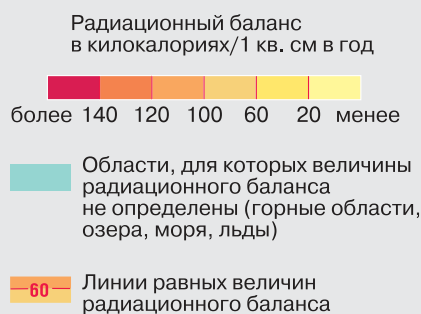 Радиационный баланс
в килокалориях/1 кв. см в год
более 140 120 100 60 20 менее
Области, для которых величины
радиационного баланса
не определены (горные области,
озера, моря, льды)
60
Линии равных величин
радиационного баланса